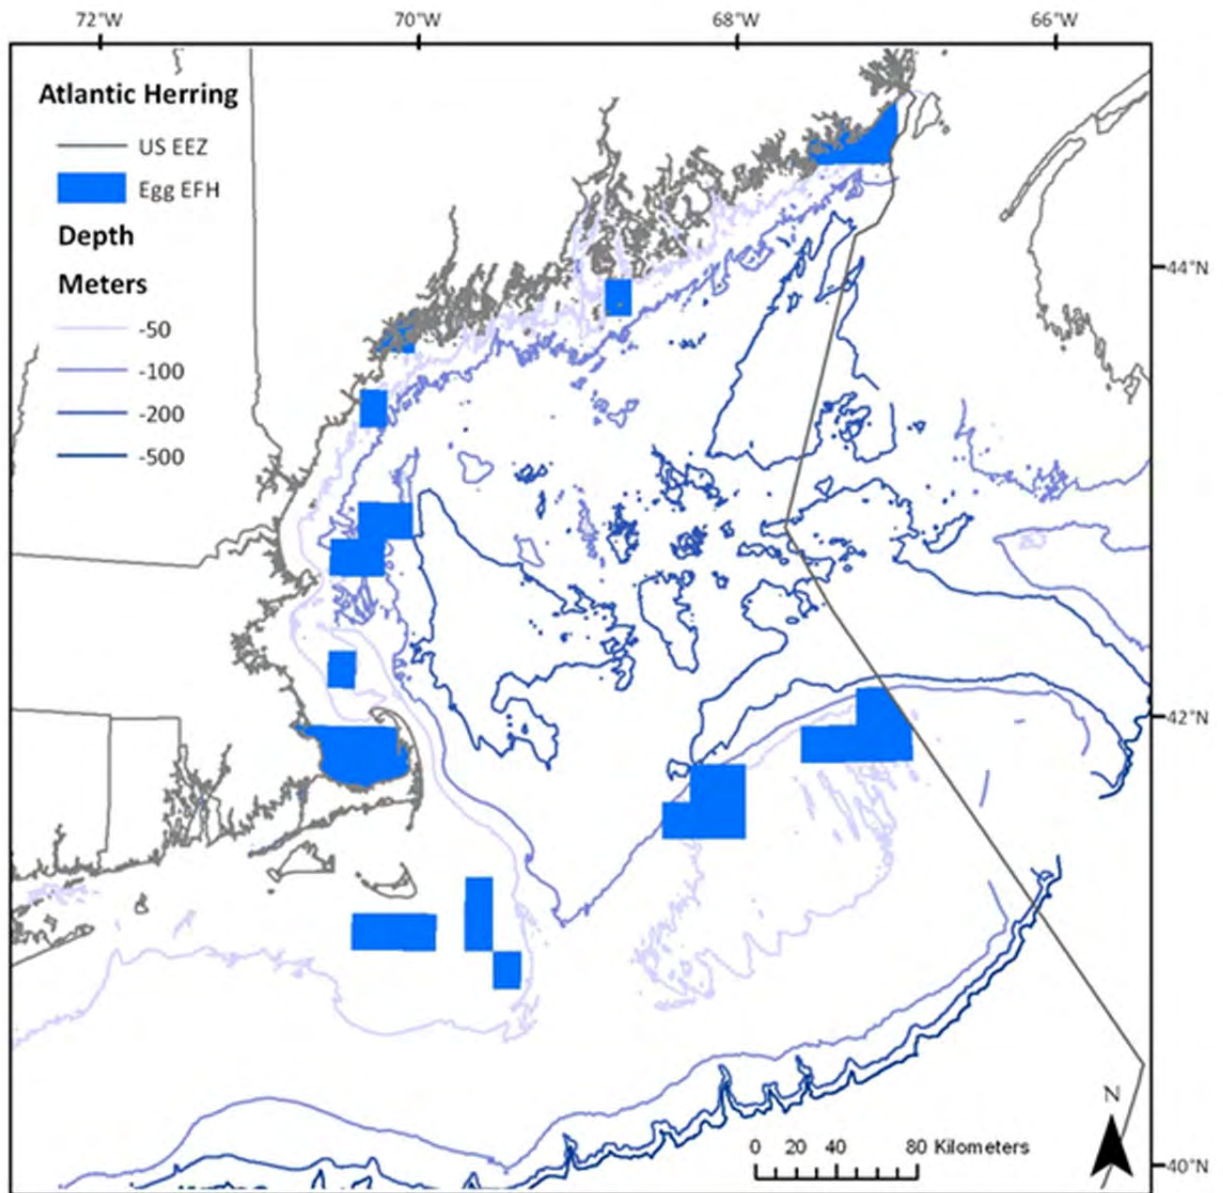 72°W 70°W 68°W 66°W
Atlantic Herring
US EEZ
Egg EFH
Depth
Meters
-50
-100
-200
-500
44°N
42°N
N
0 20 40 80 Kilometers
40°N